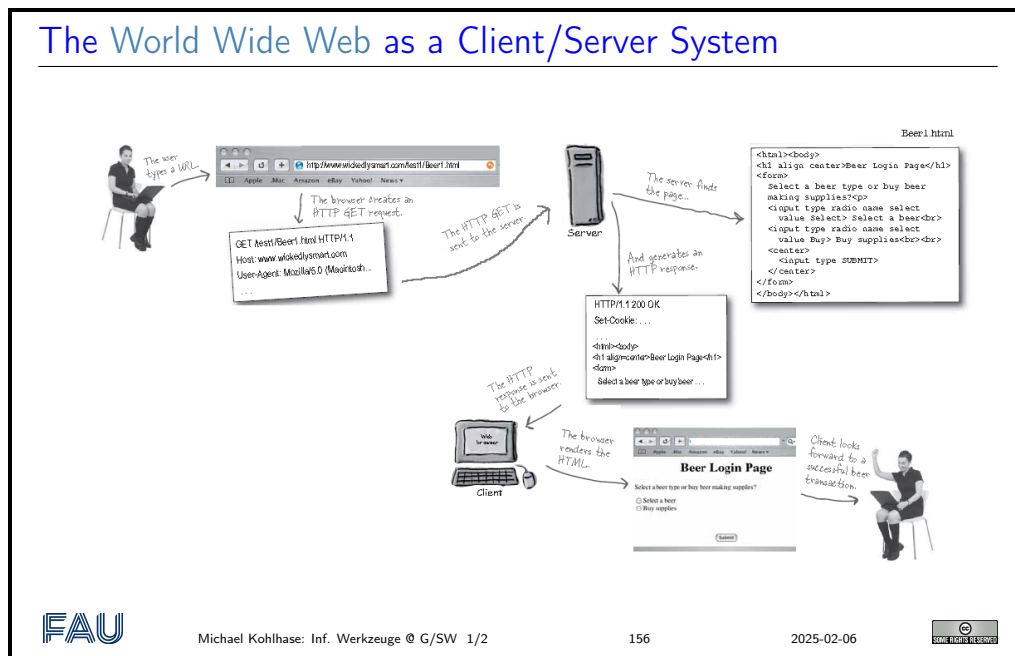 The World Wide Web as a Client/Server System
The user
types a URL.
http://www.wickedlysmart.com/test1/Beer1.html
Apple .Mac Amazon eBay Yahoo! News
The browser creates an
HTTP GET request.
GET /test1/Beer1.html HTTP/1.1
Host: www.wickedlysmart.com
User-Agent: Mozilla/5.0 (Macintosh...
. . .
The HTTP GET is
sent to the server.
Server
The server finds
the page...
Beer1.html
<html><body>
<h1 align center>Beer Login Page</h1>
<form>
Select a beer type or buy beer
making supplies?<p>
<input type radio name select
value Select> Select a beer<br>
<input type radio name select
value Buy> Buy supplies<br><br>
<center>
<input type SUBMIT>
</center>
</form>
</body></html>
And generates an
HTTP response.
HTTP/1.1 200 OK
Set-Cookie: . . .
. . .
<html><body>
<h1 align=center>Beer Login Page</h1>
<form>
Select a beer type or buy beer . . .
The HTTP
response is sent
to the browser.
Web
browser
Client
The browser
renders the
HTML.
Apple .Mac Amazon eBay Yahoo! News
Beer Login Page
Select a beer type or buy beer making supplies?
Select a beer
Buy supplies
Submit
Client looks
forward to a
successful beer
transaction.
FAU
Michael Kohlhase: Inf. Werkzeuge @ G/SW 1/2
156
2025-02-06
cc
SOME RIGHTS RESERVED